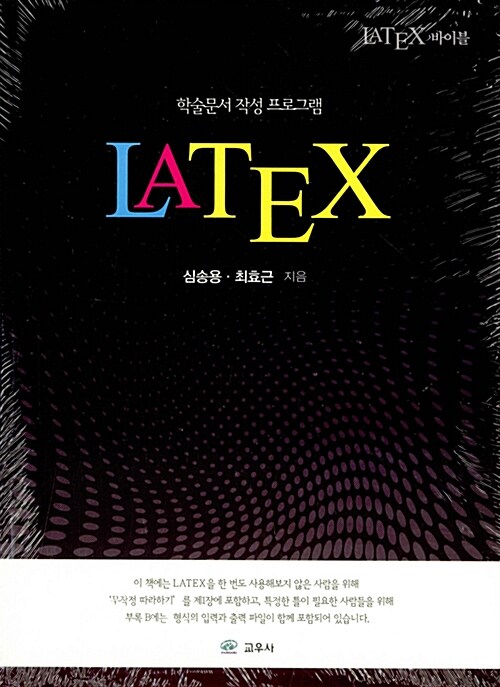 LATEX 바이블
학술문서 작성 프로그램
LATEX
심송용 · 최효근 지음
이 책에는 LATEX을 한 번도 사용해보지 않은 사람을 위해
'무작정 따라하기' 를 제1장에 포함하고, 특정한 틀이 필요한 사람들을 위해
부록 B에는 형식의 입력과 출력 파일이 함께 포함되어 있습니다.
교우사